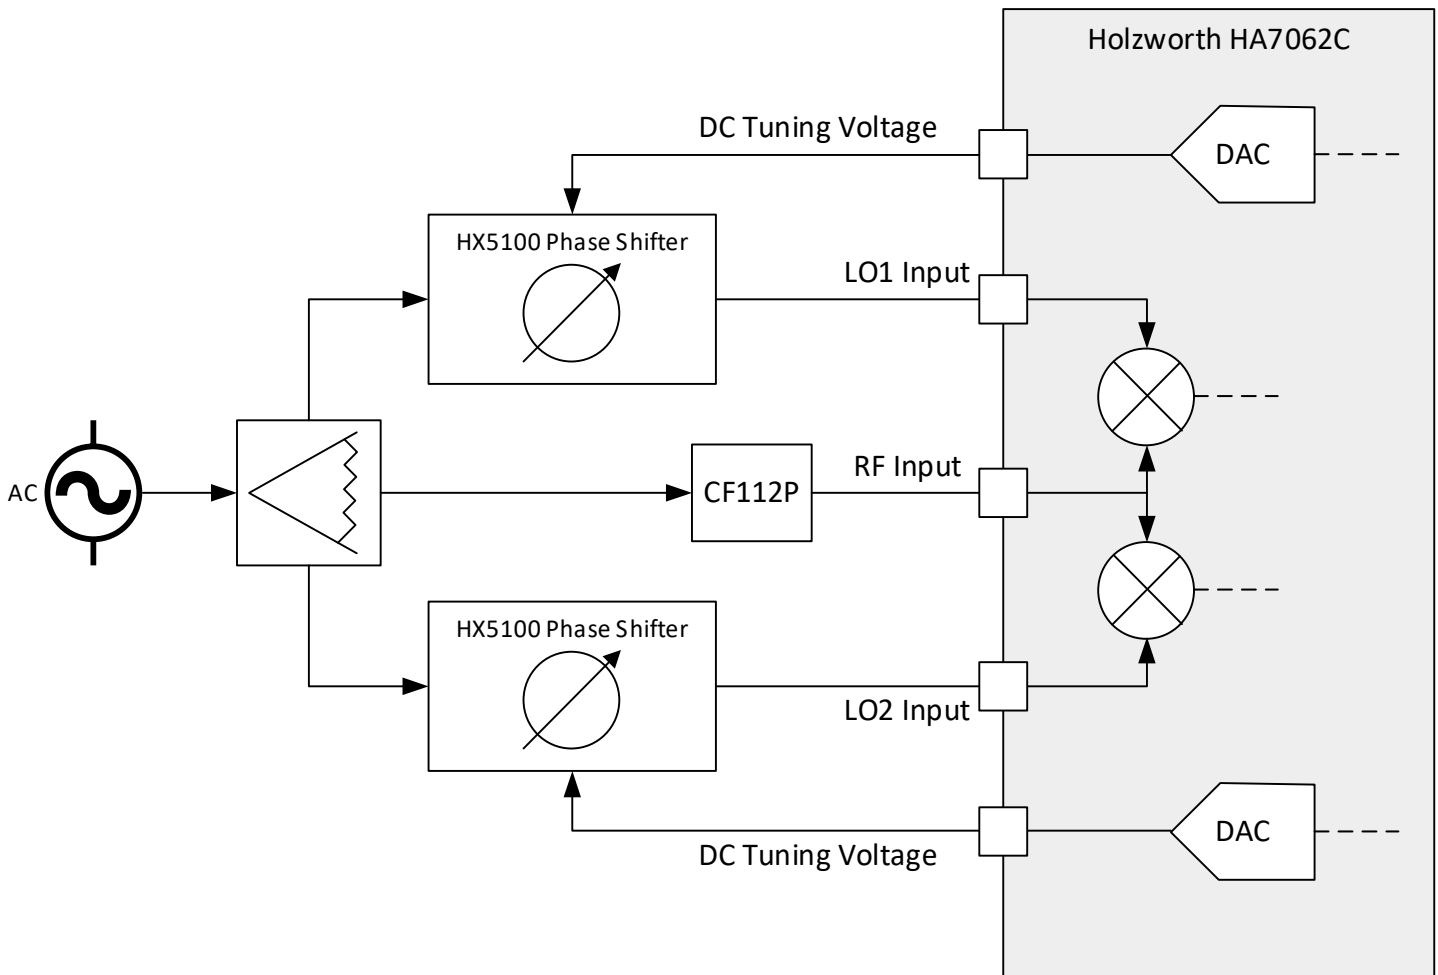 Holzworth HA7062C
DC Tuning Voltage
DAC
HX5100 Phase Shifter
LO1 Input
AC
CF112P
RF Input
HX5100 Phase Shifter
LO2 Input
DC Tuning Voltage
DAC